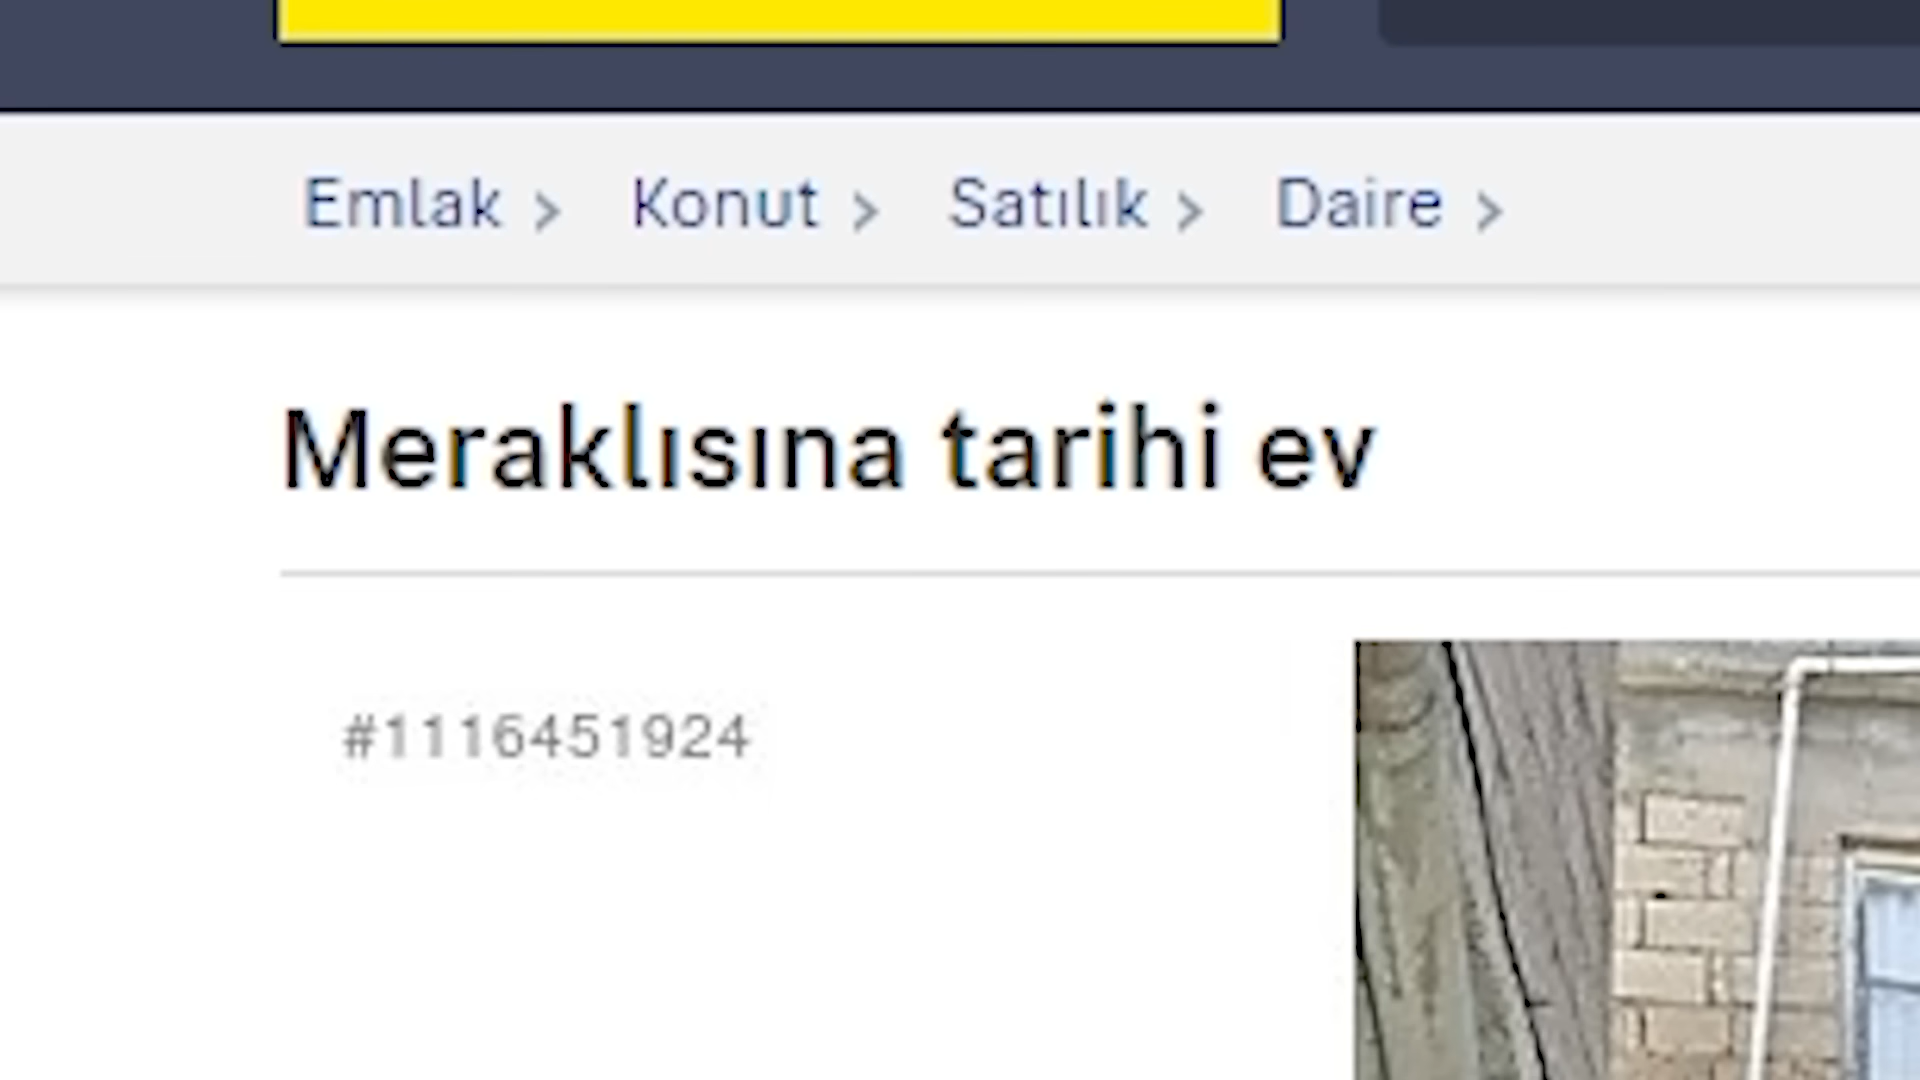 Emlak > Konut > Satılık > Daire >
Meraklısına tarihi ev
#1116451924